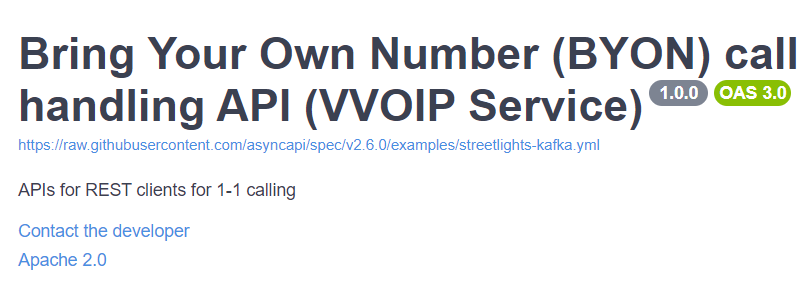 Bring Your Own Number (BYON) call
handling API (VVOIP Service) 1.0.0 OAS 3.0
https://raw.githubusercontent.com/asyncapi/spec/v2.6.0/examples/streetlights-kafka.yml
APIs for REST clients for 1-1 calling
Contact the developer
Apache 2.0